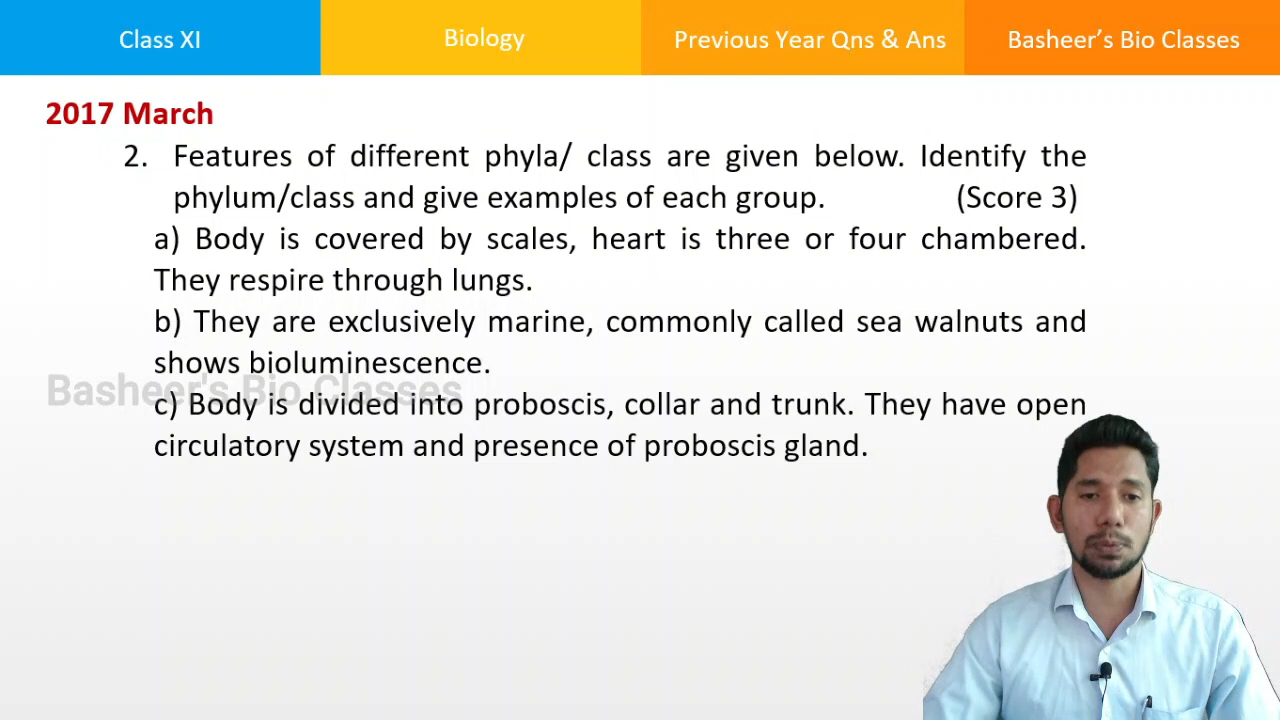 Class XI
Biology
Previous Year Qns & Ans
Basheer’s Bio Classes
2017 March
2. Features of different phyla/ class are given below. Identify the
phylum/class and give examples of each group. (Score 3)
a) Body is covered by scales, heart is three or four chambered.
They respire through lungs.
b) They are exclusively marine, commonly called sea walnuts and
shows bioluminescence.
Basheer's Bio Classes
c) Body is divided into proboscis, collar and trunk. They have open
circulatory system and presence of proboscis gland.